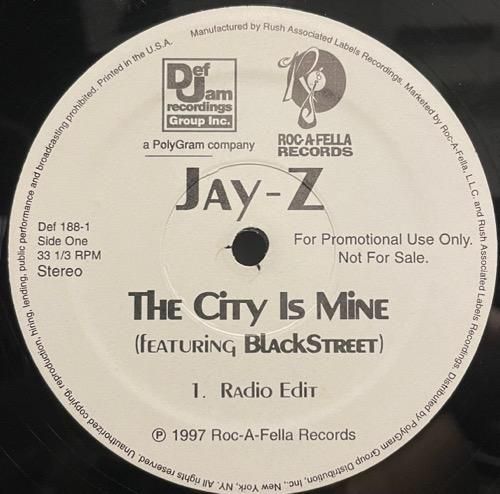 Manufactured by Rush Associated Labels Recordings. Marketed by Roc-A-Fella, L.L.C. and Rush Associated Labels Recordings. Distributed by PolyGram Group Distribution, Inc., New York, NY. All rights reserved. Unauthorized copying, reproduction, hiring, lending, public performance and broadcasting prohibited. Printed in the U.S.A.
Def
Jam
recordings
Group Inc.
a PolyGram company
ROC-A-FELLA
RECORDS
JAY-Z
Def 188-1
Side One
33 1/3 RPM
Stereo
For Promotional Use Only.
Not For Sale.
THE CITY IS MINE
(FEATURING BLACKSTREET)
1. RADIO EDIT
℗ 1997 Roc-A-Fella Records